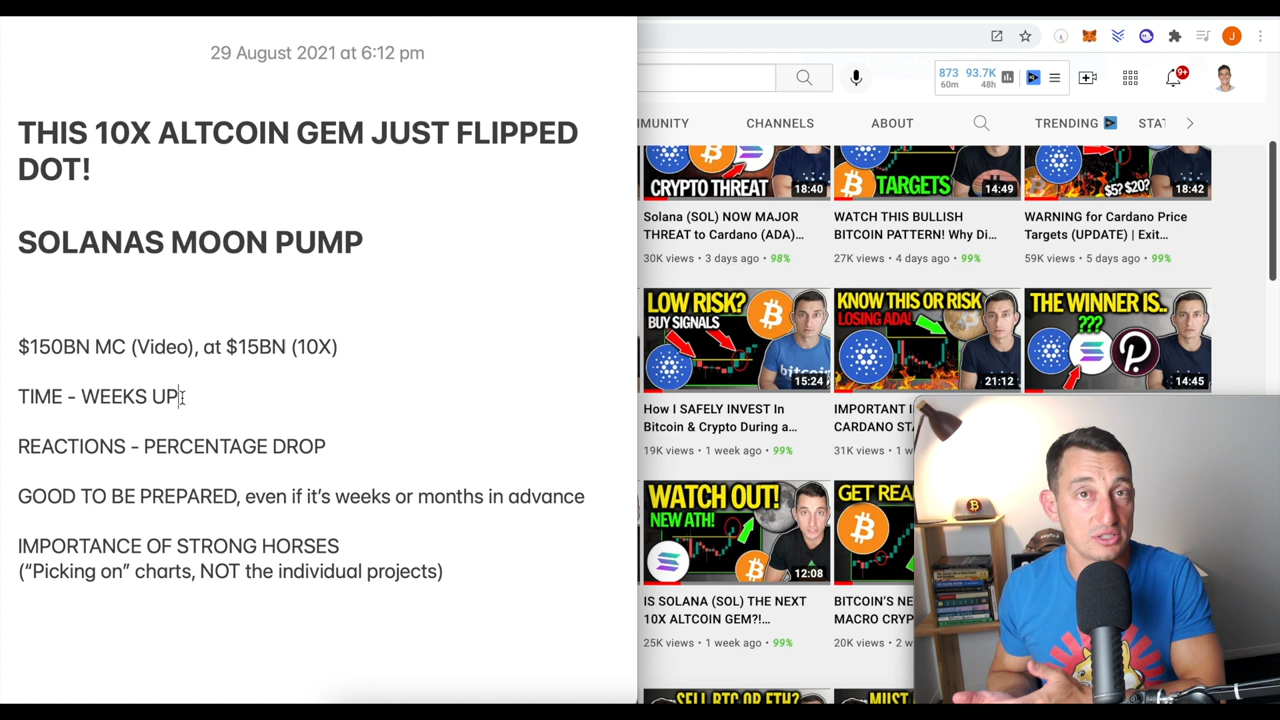 29 August 2021 at 6:12 pm
THIS 10X ALTCOIN GEM JUST FLIPPED
DOT!
SOLANAS MOON PUMP
$150BN MC (Video), at $15BN (10X)
TIME - WEEKS UP
REACTIONS - PERCENTAGE DROP
GOOD TO BE PREPARED, even if it's weeks or months in advance
IMPORTANCE OF STRONG HORSES
("Picking on" charts, NOT the individual projects)
J
873 93.7K
60m 48h
9+
MUNITY CHANNELS ABOUT TRENDING STAT
CRYPTO THREAT
18:40
TARGETS
14:49
$5? $20?
18:42
Solana (SOL) NOW MAJOR
THREAT to Cardano (ADA)...
30K views • 3 days ago • 98%
WATCH THIS BULLISH
BITCOIN PATTERN! Why Di...
27K views • 4 days ago • 99%
WARNING for Cardano Price
Targets (UPDATE) | Exit...
59K views • 5 days ago • 99%
LOW RISK?
BUY SIGNALS
bitcoin
15:24
KNOW THIS OR RISK
LOSING ADA!
21:12
THE WINNER IS..
???
14:45
How I SAFELY INVEST In
Bitcoin & Crypto During a...
19K views • 1 week ago • 99%
IMPORTANT I
CARDANO STA
31K views • 1 w
WATCH OUT!
NEW ATH!
12:08
GET REA
IS SOLANA (SOL) THE NEXT
10X ALTCOIN GEM?!...
25K views • 1 week ago • 99%
BITCOIN'S NE
MACRO CRYP
20K views • 2 w
SELL BTC OR ETH?
MUST